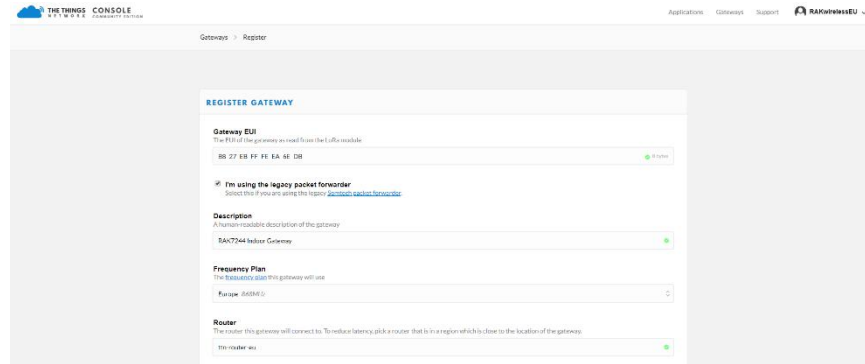 THE THINGS NETWORK CONSOLE COMMUNITY EDITION
Applications Gateways Support RAKwirelessEU
Gateways > Register
REGISTER GATEWAY
Gateway EUI
The EUI of the gateway as read from the LoRa module
B8 27 EB FF FE EA 6E DB 8 bytes
I'm using the legacy packet forwarder
Select this if you are using the legacy Semtech packet forwarder.
Description
A human-readable description of the gateway
RAK7244 Indoor Gateway
Frequency Plan
The frequency plan this gateway will use
Europe 868MHz
Router
The router this gateway will connect to. To reduce latency, pick a router that is in a region which is close to the location of the gateway.
ttn-router-eu